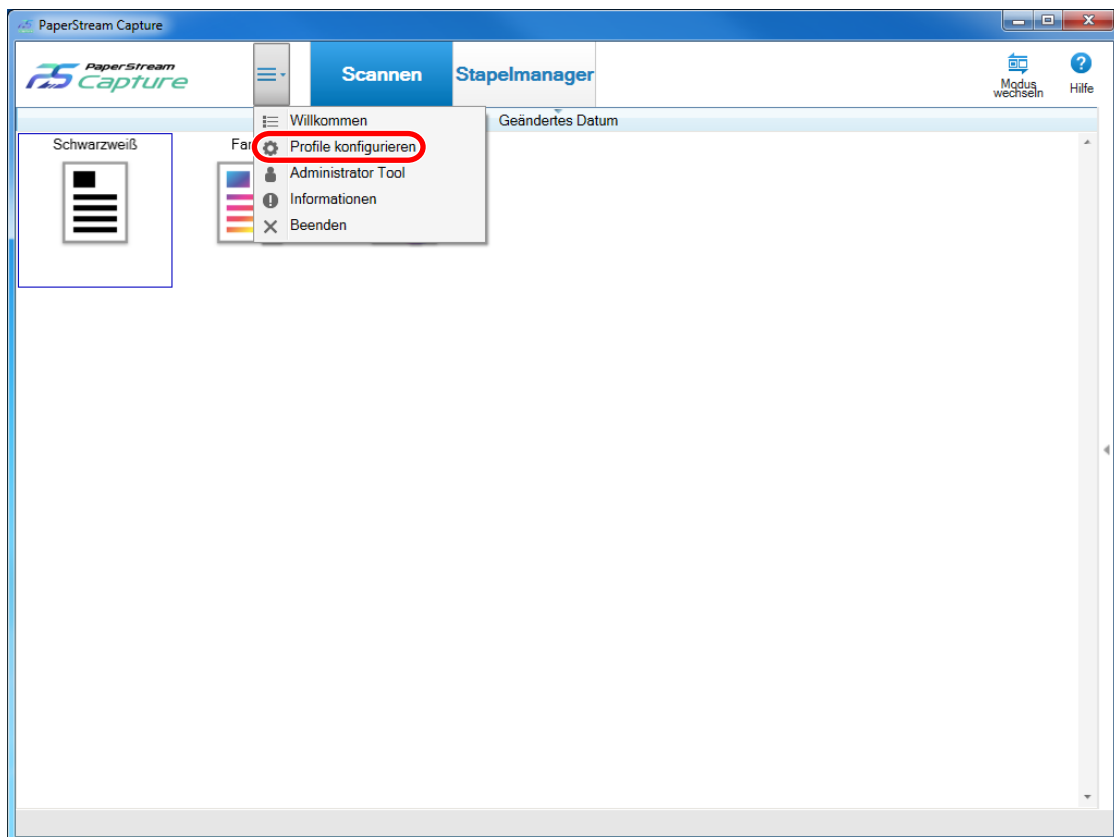 PaperStream Capture
PaperStream
Capture
Scannen
Stapelmanager
Modus
wechseln
Hilfe
Geändertes Datum
Schwarzweiß
Willkommen
Profile konfigurieren
Administrator Tool
Informationen
Beenden